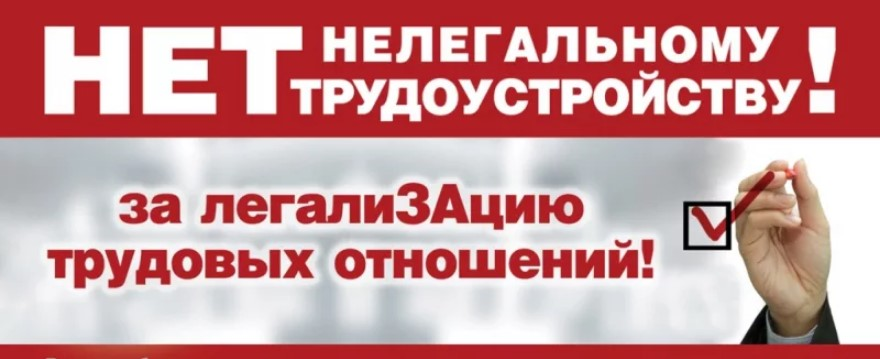 НЕТ НЕЛЕГАЛЬНОМУ
ТРУДОУСТРОЙСТВУ!
за легалиЗАцию
трудовых отношений!